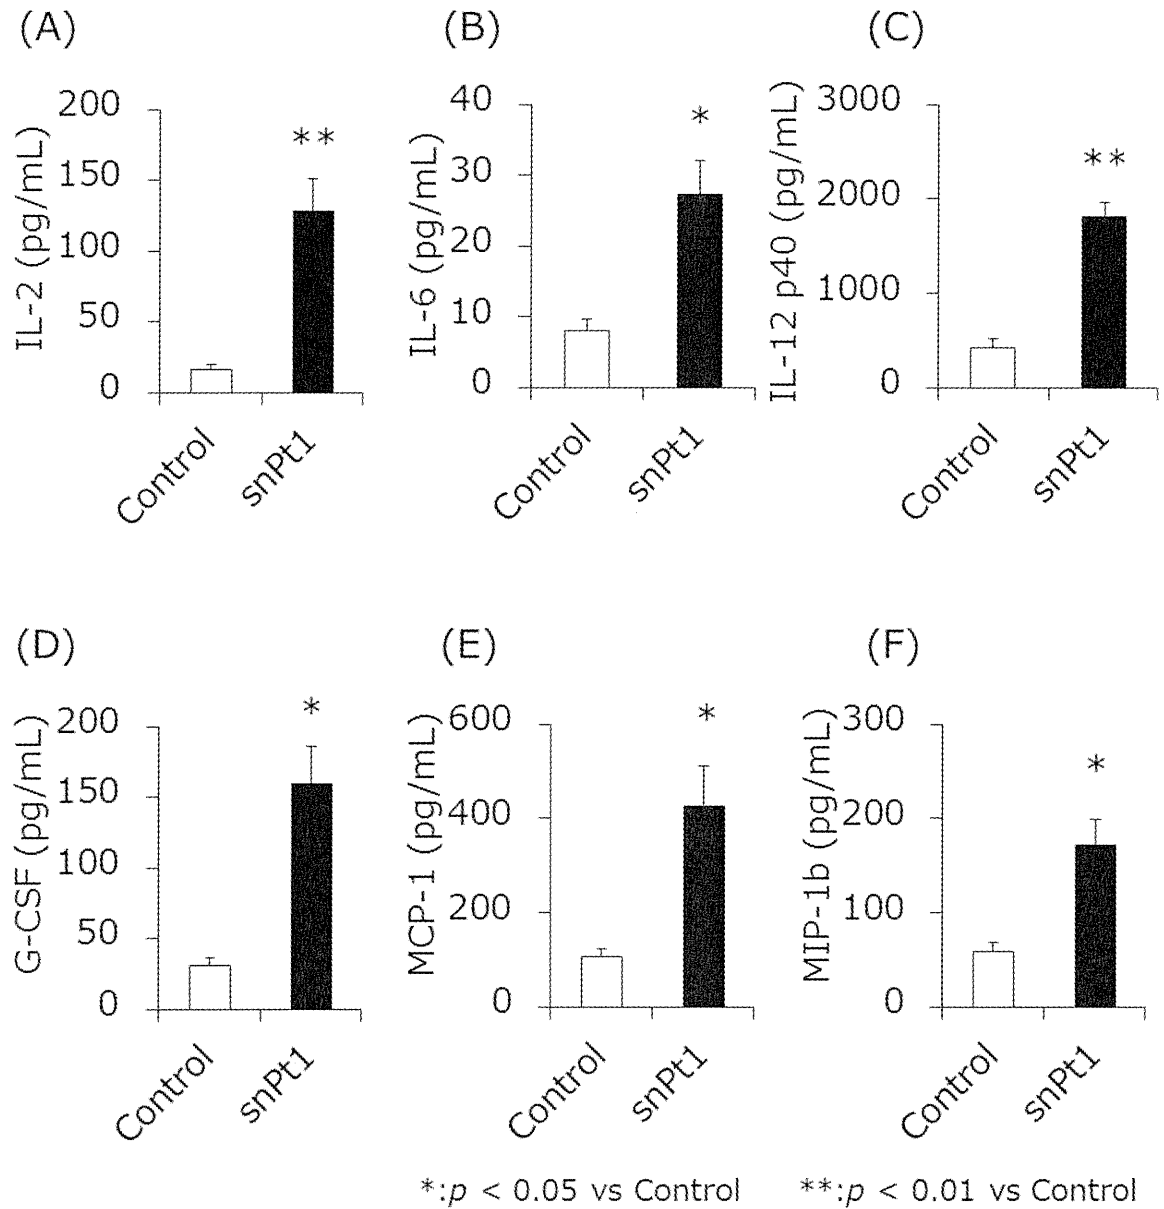 (A)
(B)
(C)
IL-2 (pg/mL)
200
150
100
50
0
**
Control
snPt1
IL-6 (pg/mL)
40
30
20
10
0
*
Control
snPt1
IL-12 p40 (pg/mL)
3000
2000
1000
0
**
Control
snPt1
(D)
(E)
(F)
G-CSF (pg/mL)
200
150
100
50
0
*
Control
snPt1
MCP-1 (pg/mL)
600
400
200
0
*
Control
snPt1
MIP-1b (pg/mL)
300
200
100
0
*
Control
snPt1
*:p < 0.05 vs Control
**:p < 0.01 vs Control